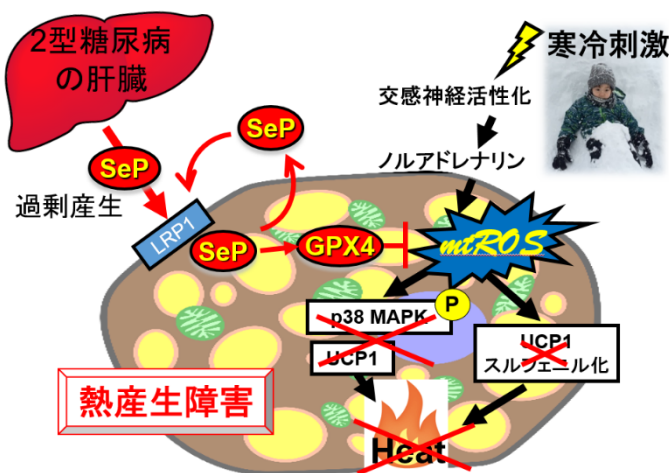 2型糖尿病
の肝臓
寒冷刺激
交感神経活性化
SeP
SeP
ノルアドレナリン
過剰産生
LRP1
SeP
GPX4
mtROS
P
p38 MAPK
UCP1
UCP1
スルフェニル化
熱産生障害
Heat